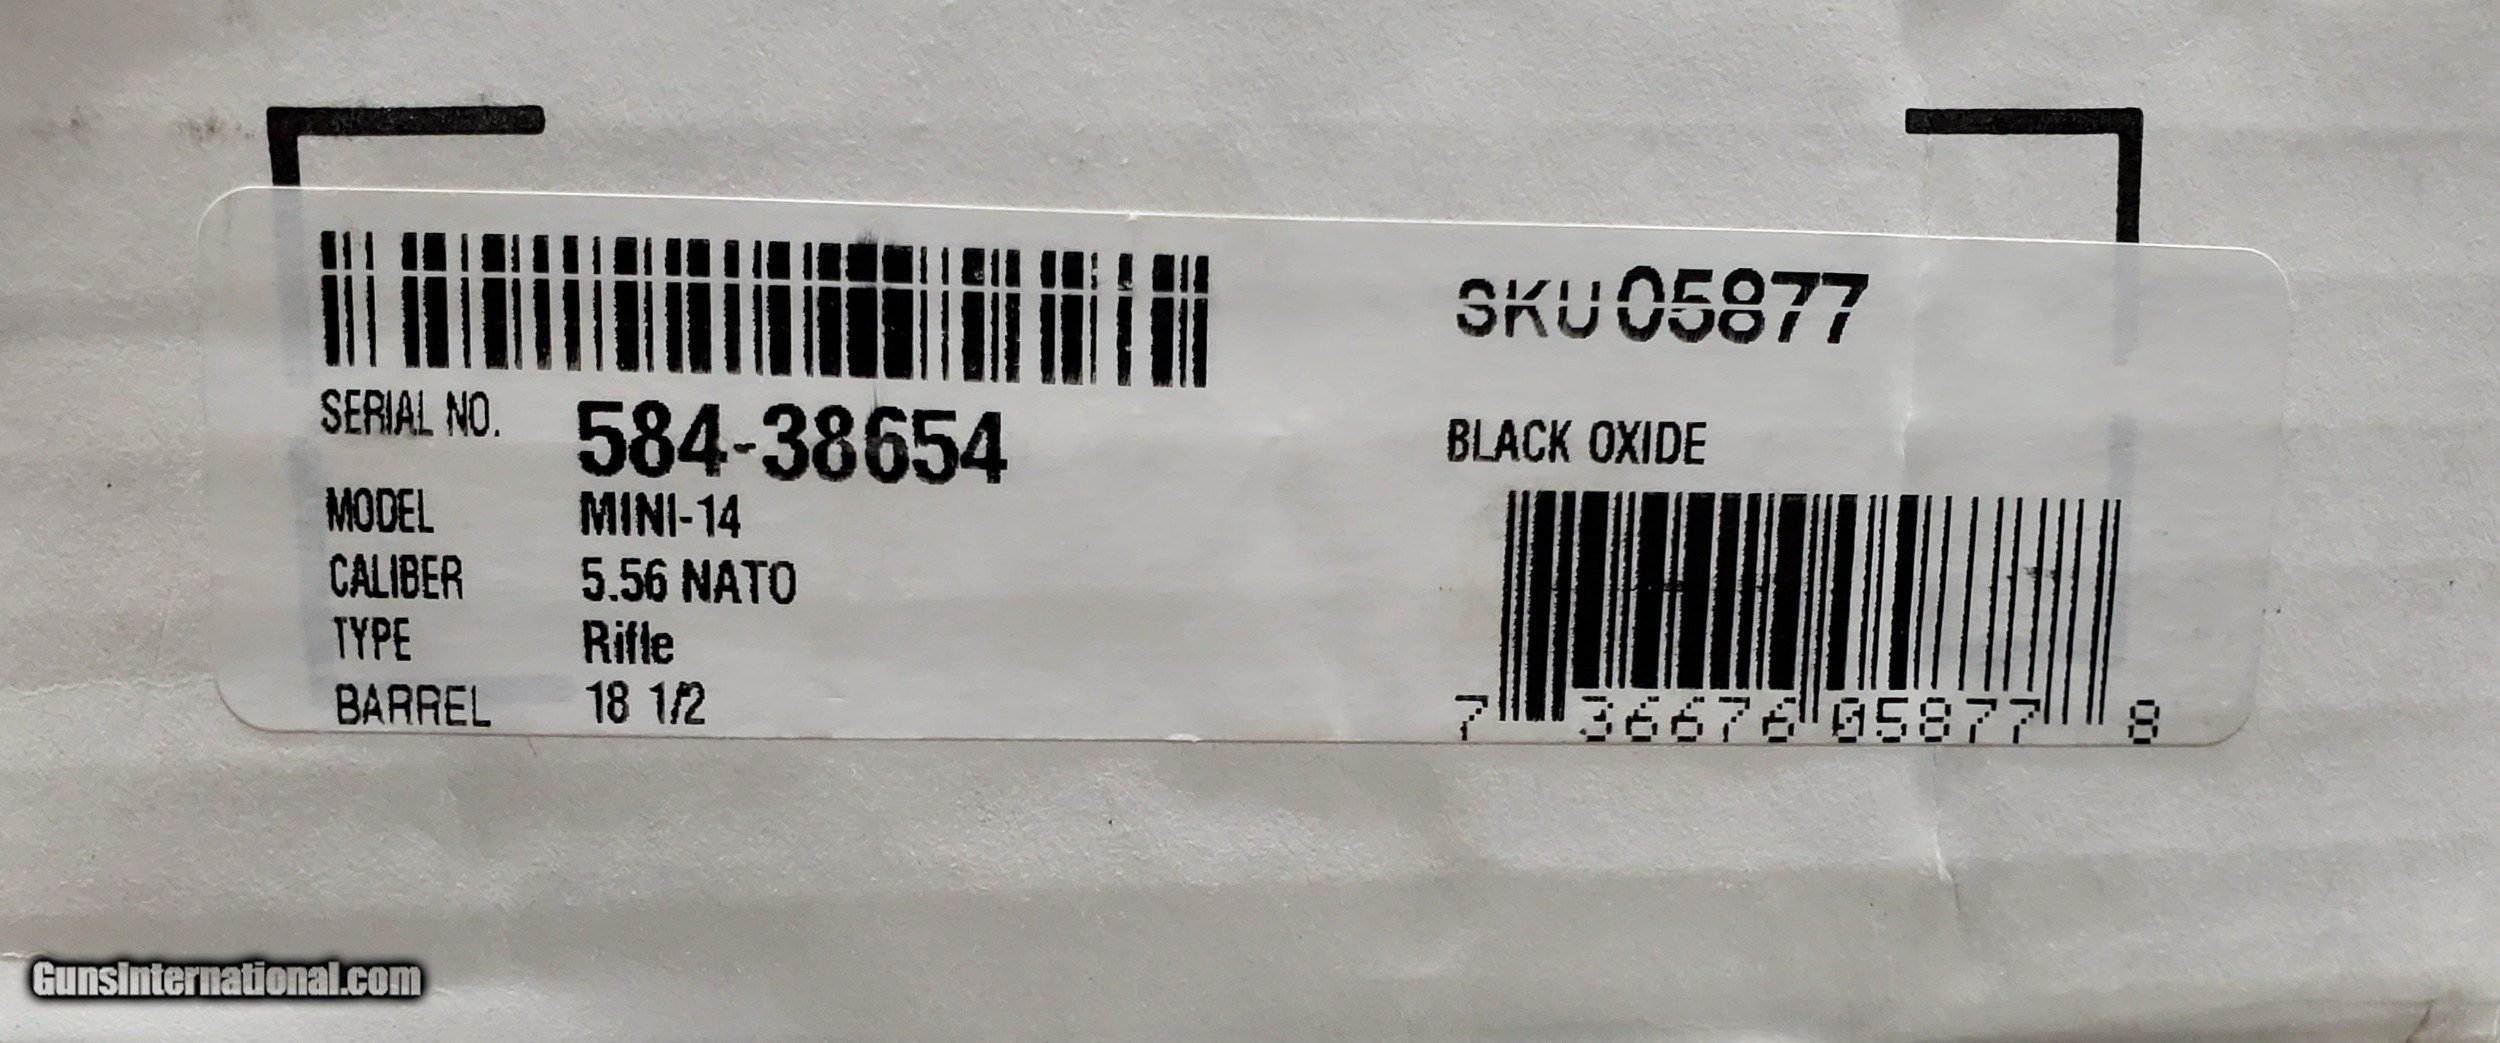 SKU 05877
SERIAL NO. 584-38654
BLACK OXIDE
MODEL MINI-14
CALIBER 5.56 NATO
TYPE Rifle
BARREL 18 1/2
7 36676 05877 8
GunsInternational.com